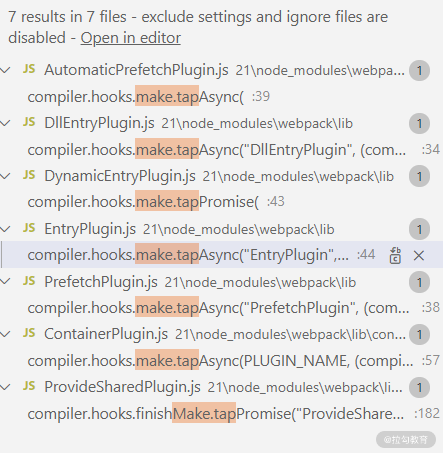 7 results in 7 files - exclude settings and ignore files are
disabled - Open in editor
JS AutomaticPrefetchPlugin.js 21\node_modules\webpa... 1
compiler.hooks.make.tapAsync( :39
JS DllEntryPlugin.js 21\node_modules\webpack\lib 1
compiler.hooks.make.tapAsync("DllEntryPlugin", (com... :34
JS DynamicEntryPlugin.js 21\node_modules\webpack\lib 1
compiler.hooks.make.tapPromise( :43
JS EntryPlugin.js 21\node_modules\webpack\lib 1
compiler.hooks.make.tapAsync("EntryPlugin",... :44
JS PrefetchPlugin.js 21\node_modules\webpack\lib 1
compiler.hooks.make.tapAsync("PrefetchPlugin", (com... :38
JS ContainerPlugin.js 21\node_modules\webpack\lib\con... 1
compiler.hooks.make.tapAsync(PLUGIN_NAME, (compi... :57
JS ProvideSharedPlugin.js 21\node_modules\webpack\li... 1
compiler.hooks.finishMake.tapPromise("ProvideShare... :182
@拉勾教育